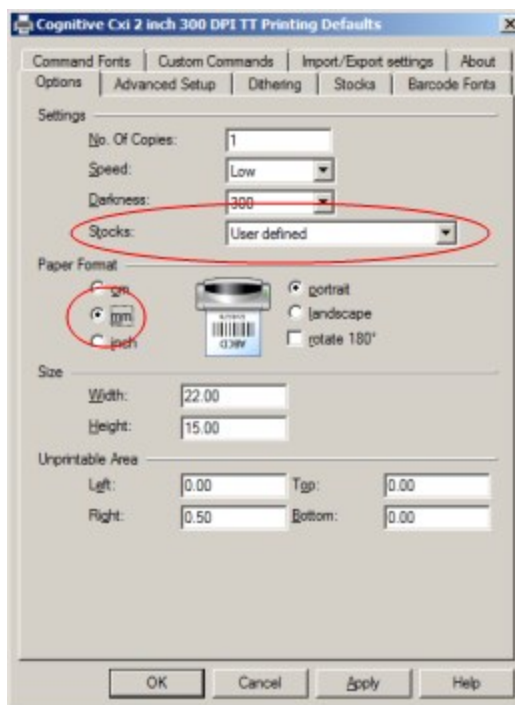 Cognitive Cxi 2 inch 300 DPI TT Printing Defaults
Command Fonts Custom Commands Import/Export settings About
Options Advanced Setup Dithering Stocks Barcode Fonts
Settings
No. Of Copies: 1
Speed: Low
Darkness: 300
Stocks: User defined
Paper Format
cm portrait
mm landscape
inch rotate 180°
ABCD
Size
Width: 22.00
Height: 15.00
Unprintable Area
Left: 0.00 Top: 0.00
Right: 0.50 Bottom: 0.00
OK Cancel Apply Help